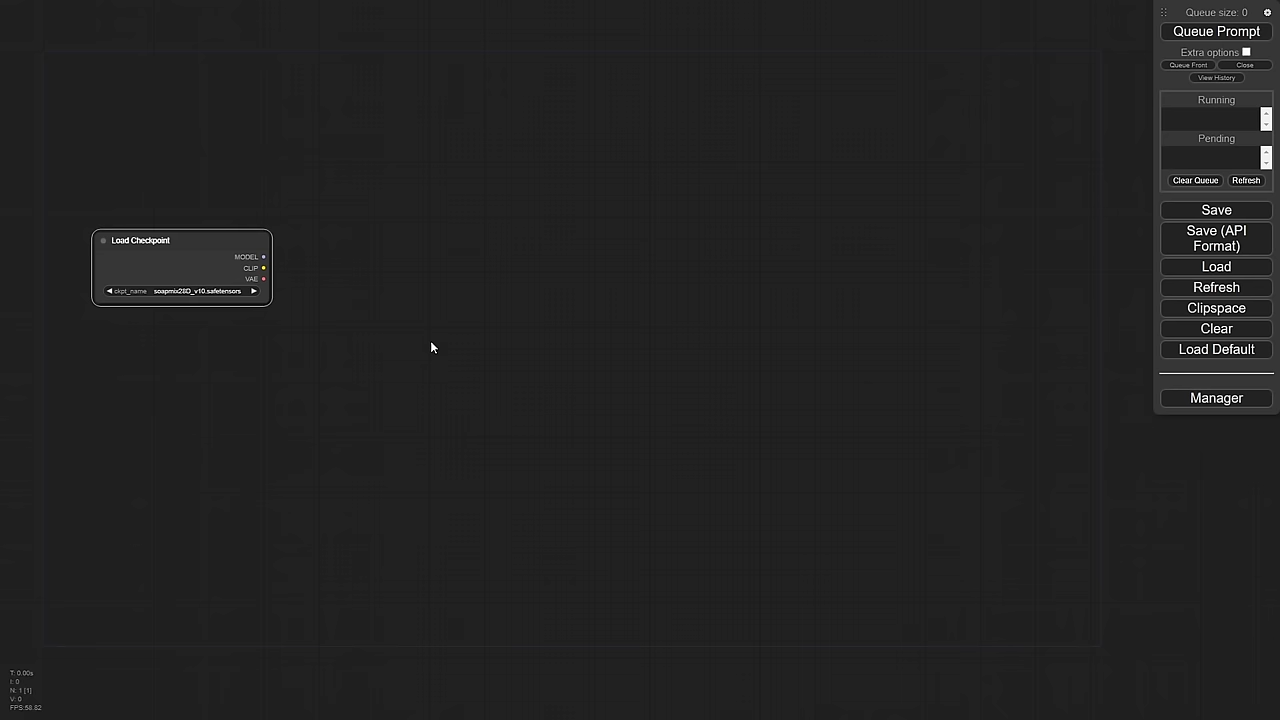 Queue size: 0
Queue Prompt
Extra options
Queue Front
Close
View History
Running
Pending
Clear Queue
Refresh
Save
Save (API
Format)
Load
Refresh
Clipspace
Clear
Load Default
Manager
Load Checkpoint
MODEL
CLIP
VAE
ckpt_name soapmix28D_v10.safetensors
T: 0.00s
I: 0
N: 1 [1]
V: 0
FPS:58.82